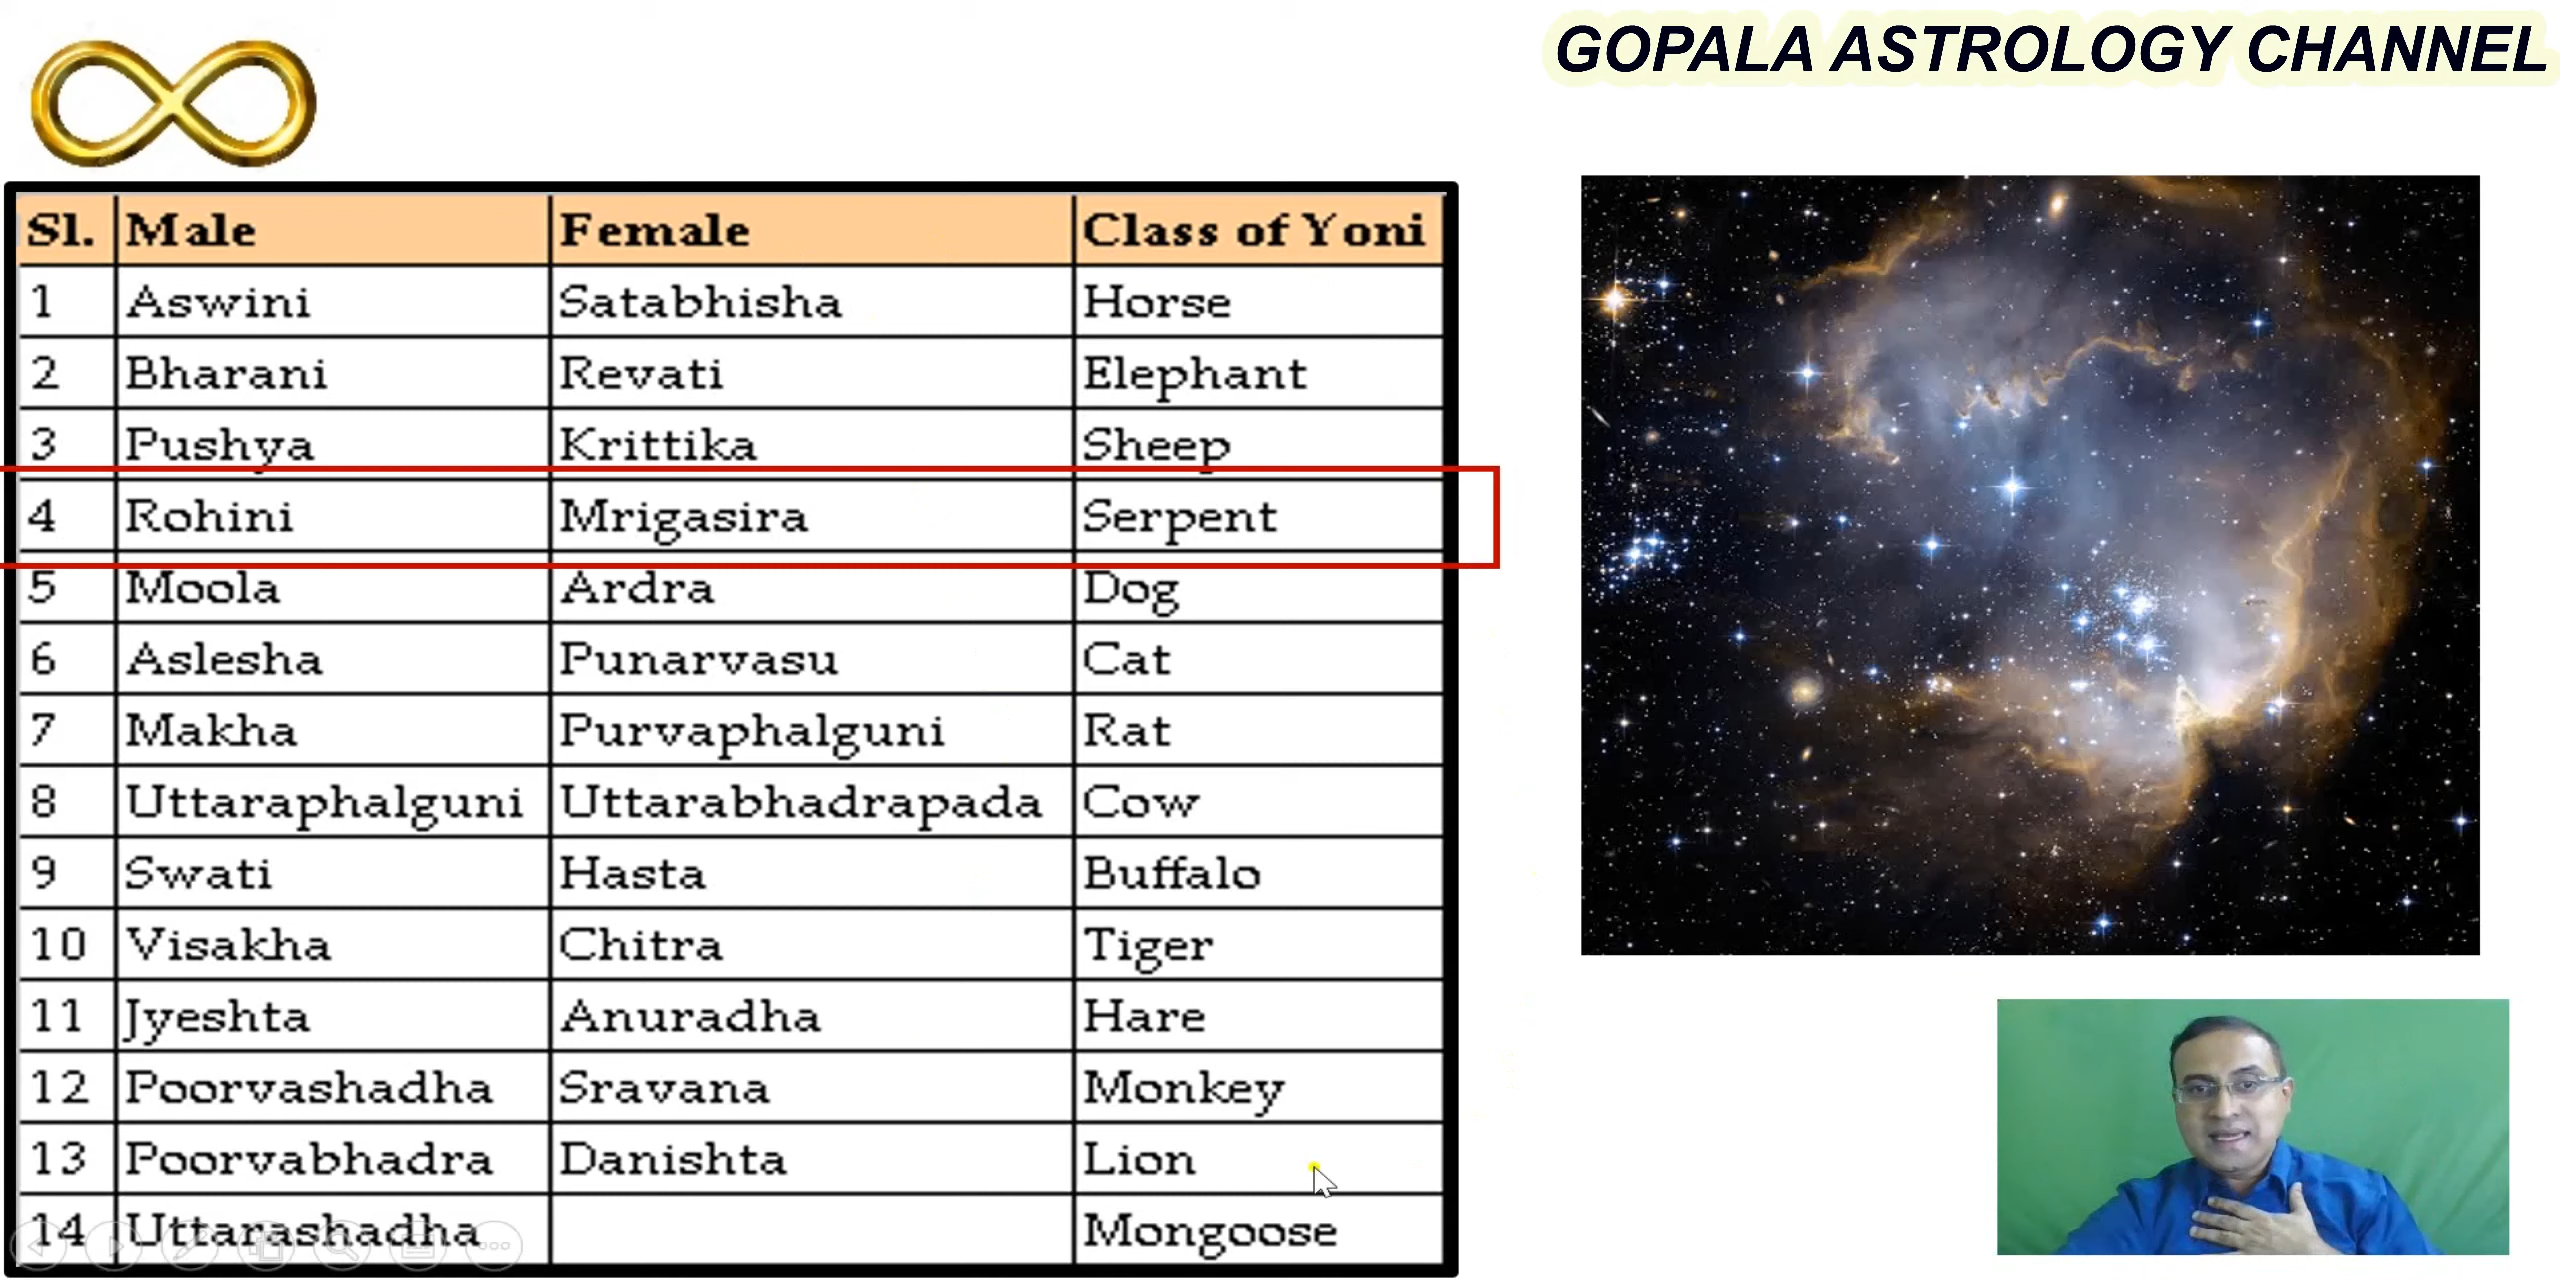 GOPALA ASTROLOGY CHANNEL
Sl. Male Female Class of Yoni
1 Aswini Satabhisha Horse
2 Bharani Revati Elephant
3 Pushya Krittika Sheep
4 Rohini Mrigasira Serpent
5 Moola Ardra Dog
6 Aslesha Punarvasu Cat
7 Makha Purvaphalguni Rat
8 Uttaraphalguni Uttarabhadrapada Cow
9 Swati Hasta Buffalo
10 Visakha Chitra Tiger
11 Jyeshta Anuradha Hare
12 Poorvashadha Sravana Monkey
13 Poorvabhadra Danishta Lion
14 Uttarashadha Mongoose